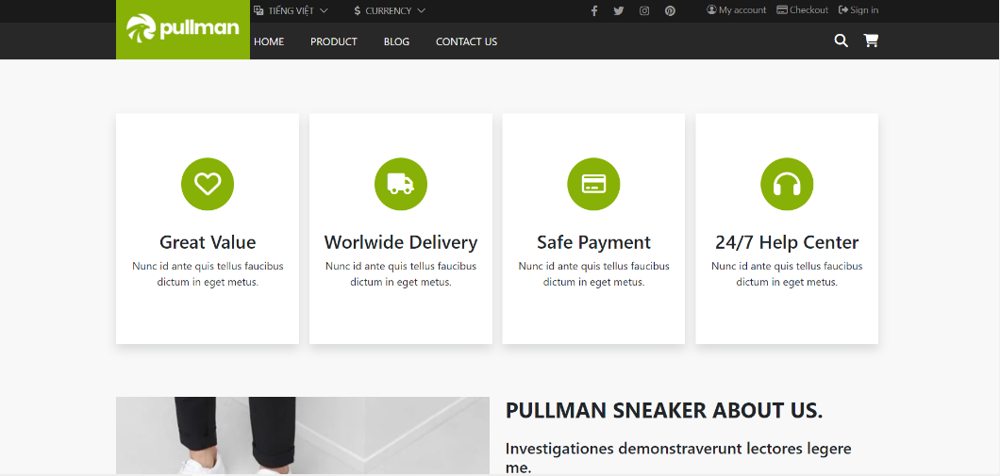 TIẾNG VIỆT
$ CURRENCY
My account
Checkout
Sign in
pullman
HOME
PRODUCT
BLOG
CONTACT US
Great Value
Nunc id ante quis tellus faucibus
dictum in eget metus.
Worlwide Delivery
Nunc id ante quis tellus faucibus
dictum in eget metus.
Safe Payment
Nunc id ante quis tellus faucibus
dictum in eget metus.
24/7 Help Center
Nunc id ante quis tellus faucibus
dictum in eget metus.
PULLMAN SNEAKER ABOUT US.
Investigationes demonstraverunt lectores legere
me.